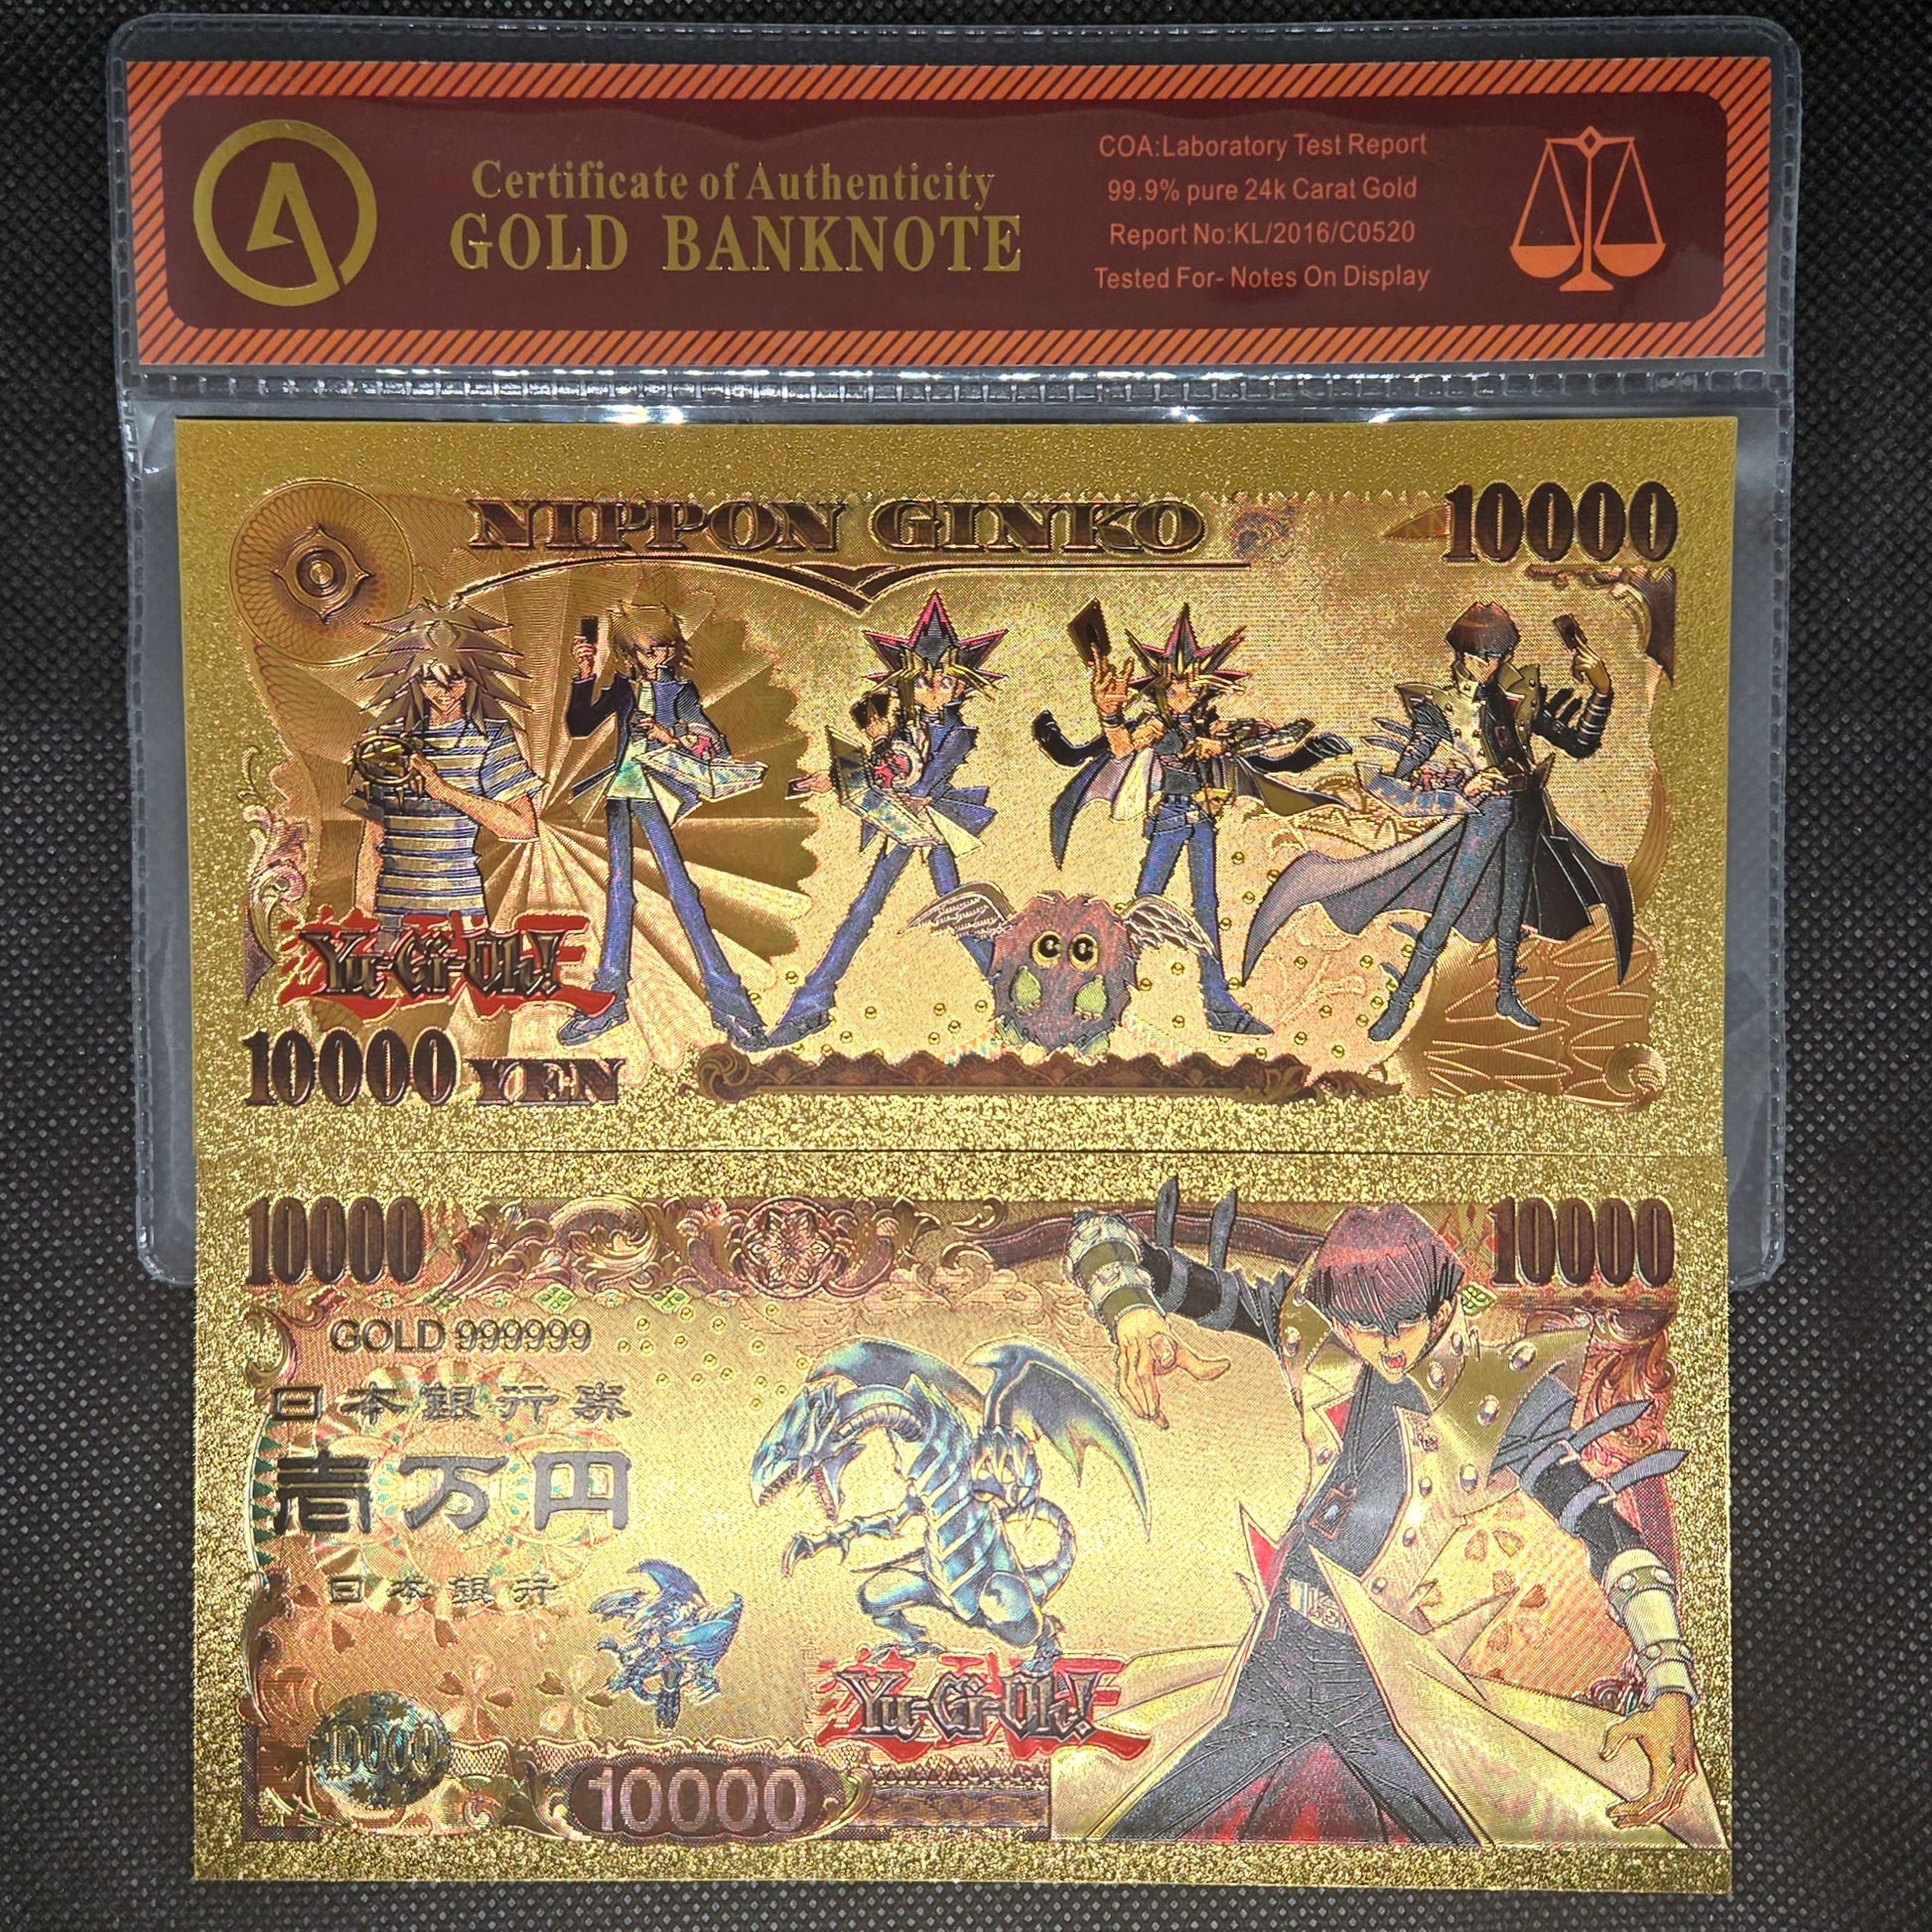 Certificate of Authenticity
GOLD BANKNOTE
COA:Laboratory Test Report
99.9% pure 24k Carat Gold
Report No:KL/2016/C0520
Tested For- Notes On Display
NIPPON GINKO
10000
Yu-Gi-Oh!
10000 YEN
10000
10000
GOLD 999999
日本銀行券
壱万円
日本銀行
Yu-Gi-Oh!
10000
10000